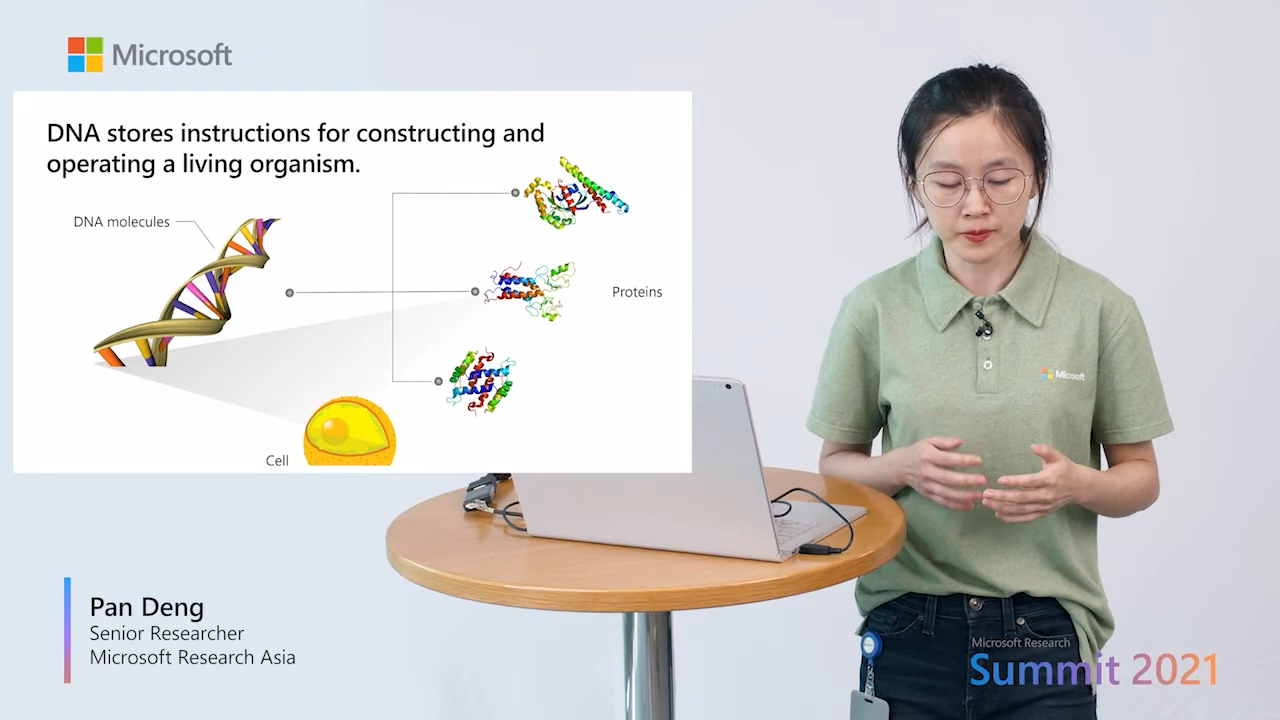 Microsoft
DNA stores instructions for constructing and
operating a living organism.
DNA molecules
Proteins
Cell
Microsoft
Pan Deng
Senior Researcher
Microsoft Research Asia
Microsoft Research
Summit 2021